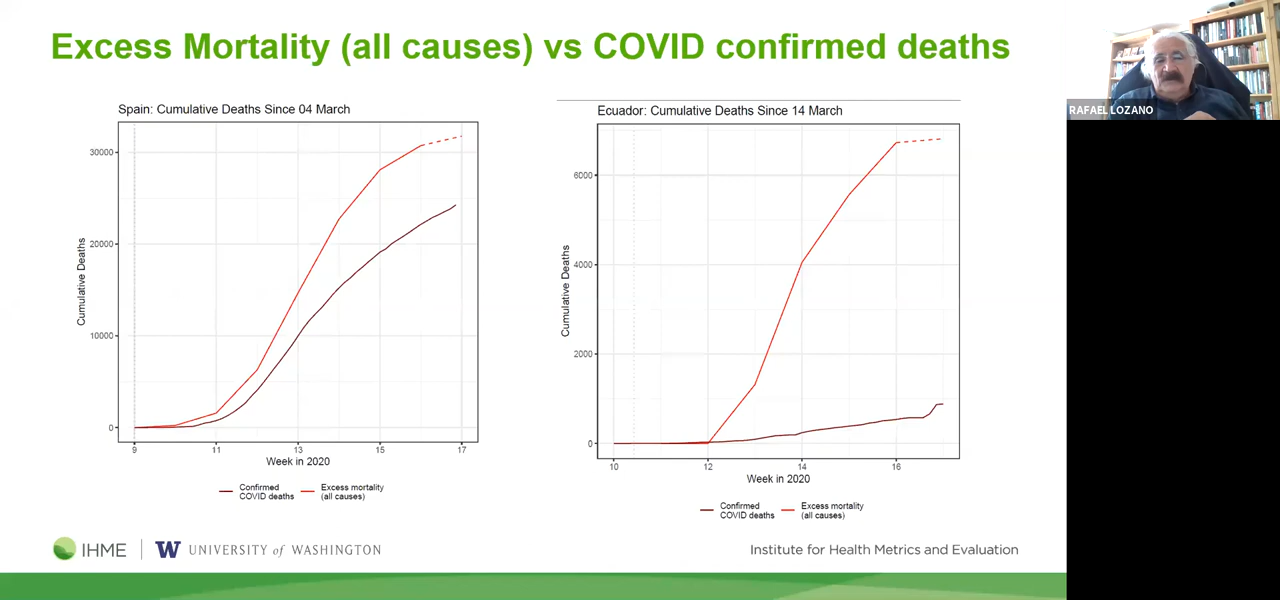 Excess Mortality (all causes) vs COVID confirmed deaths
RAFAEL LOZANO
Spain: Cumulative Deaths Since 04 March
Cumulative Deaths
30000
20000
10000
0
9
11
13
15
17
Week in 2020
Confirmed
COVID deaths
Excess mortality
(all causes)
Ecuador: Cumulative Deaths Since 14 March
Cumulative Deaths
6000
4000
2000
0
10
12
14
16
Week in 2020
Confirmed
COVID deaths
Excess mortality
(all causes)
IHME
W UNIVERSITY of WASHINGTON
Institute for Health Metrics and Evaluation